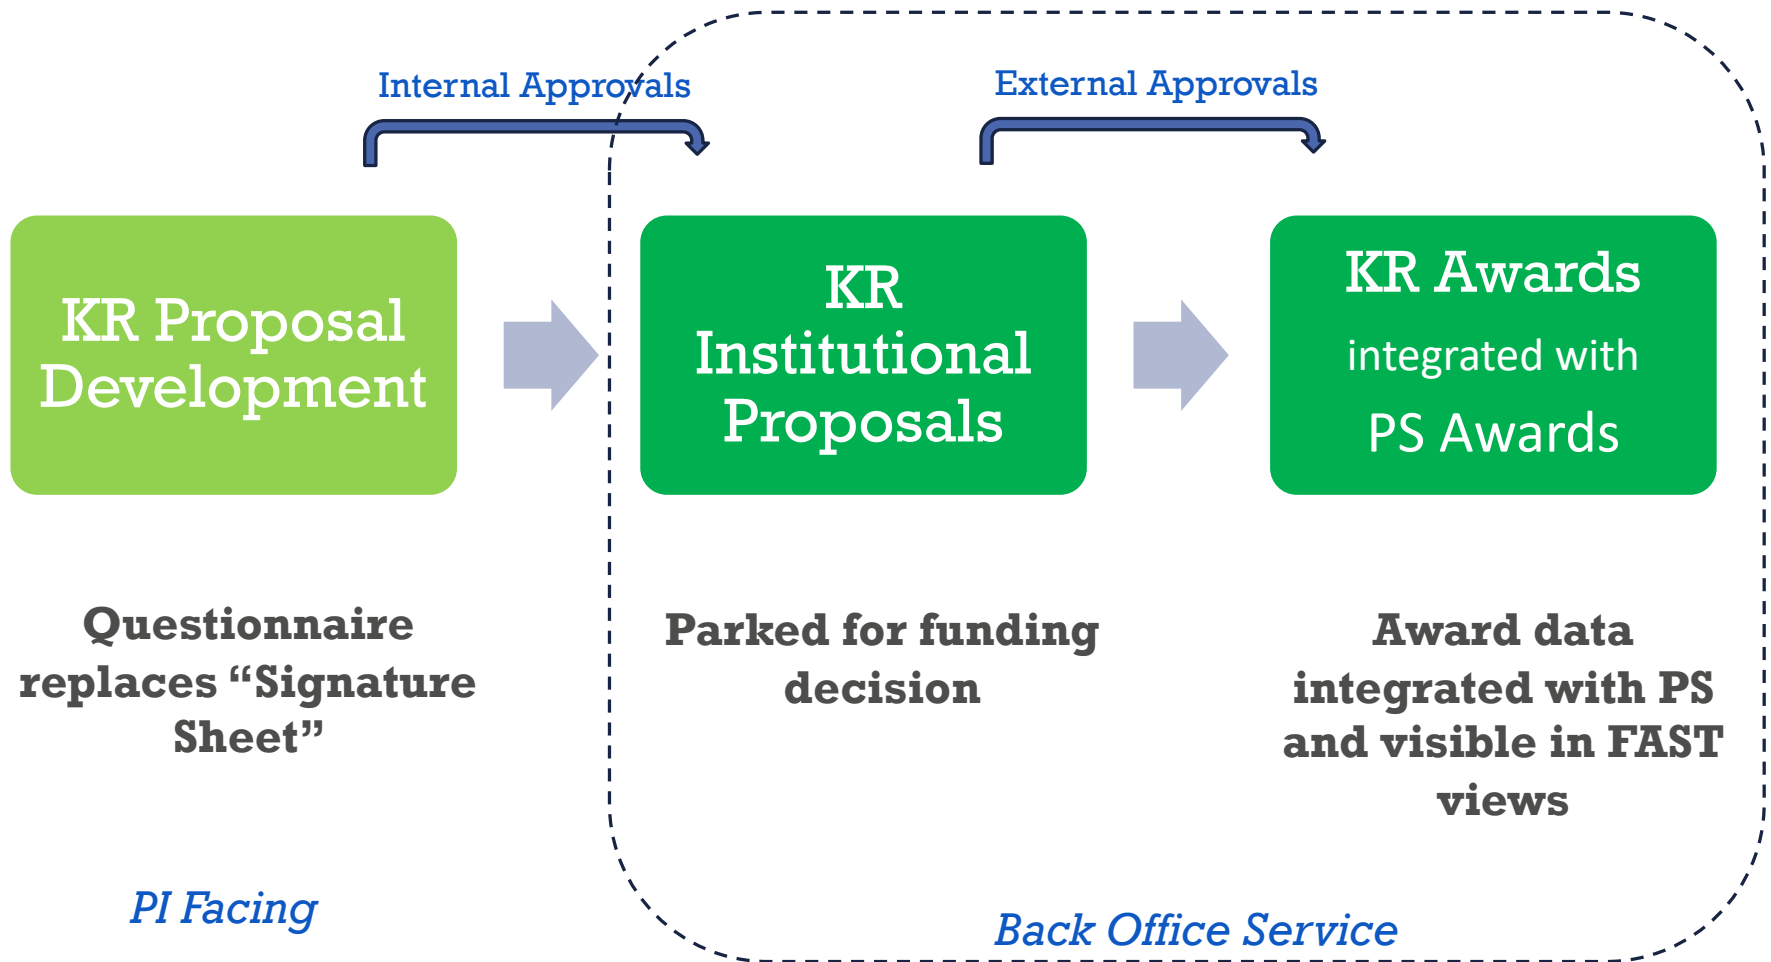 Internal Approvals
External Approvals
KR Proposal
Development
KR
Institutional
Proposals
KR Awards
integrated with
PS Awards
Questionnaire
replaces “Signature
Sheet”
Parked for funding
decision
Award data
integrated with PS
and visible in FAST
views
PI Facing
Back Office Service